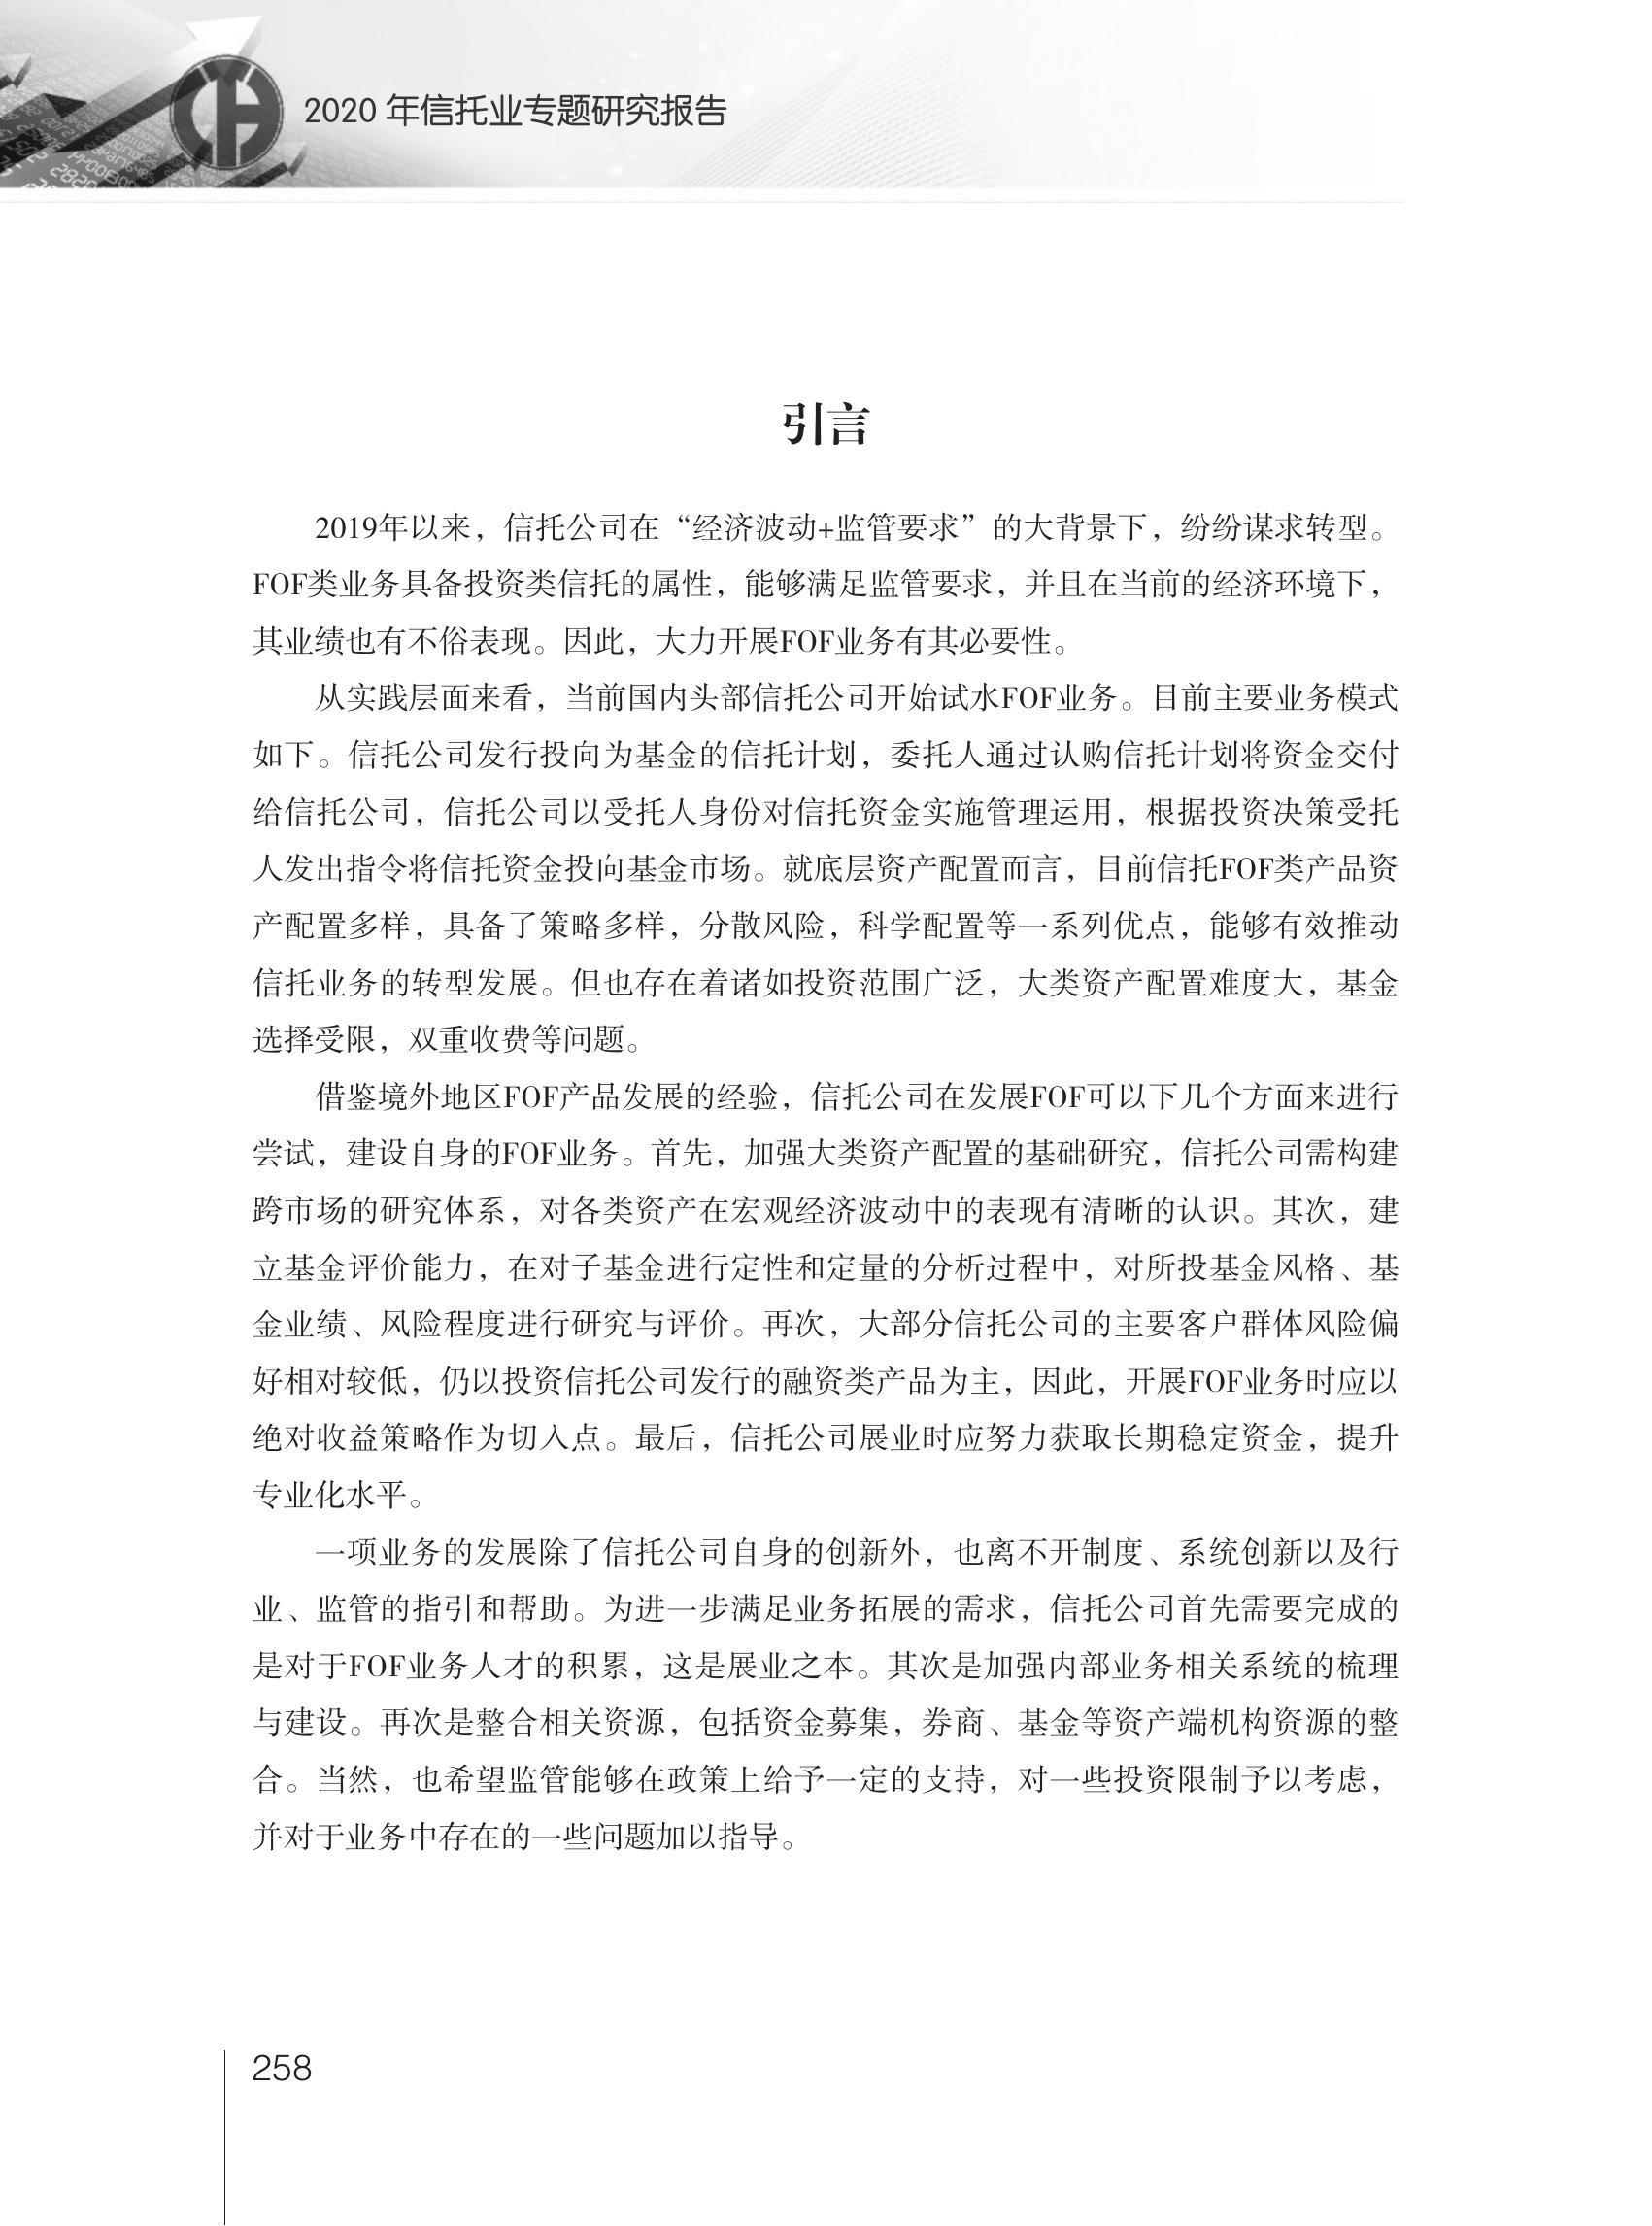 2020 年信托业专题研究报告
引言
2019年以来，信托公司在“经济波动+监管要求”的大背景下，纷纷谋求转型。
FOF类业务具备投资类信托的属性，能够满足监管要求，并且在当前的经济环境下，
其业绩也有不俗表现。因此，大力开展FOF业务有其必要性。
从实践层面来看，当前国内头部信托公司开始试水FOF业务。目前主要业务模式
如下。信托公司发行投向为基金的信托计划，委托人通过认购信托计划将资金交付
给信托公司，信托公司以受托人身份对信托资金实施管理运用，根据投资决策受托
人发出指令将信托资金投向基金市场。就底层资产配置而言，目前信托FOF类产品资
产配置多样，具备了策略多样，分散风险，科学配置等一系列优点，能够有效推动
信托业务的转型发展。但也存在着诸如投资范围广泛，大类资产配置难度大，基金
选择受限，双重收费等问题。
借鉴境外地区FOF产品发展的经验，信托公司在发展FOF可以下几个方面来进行
尝试，建设自身的FOF业务。首先，加强大类资产配置的基础研究，信托公司需构建
跨市场的研究体系，对各类资产在宏观经济波动中的表现有清晰的认识。其次，建
立基金评价能力，在对子基金进行定性和定量的分析过程中，对所投基金风格、基
金业绩、风险程度进行研究与评价。再次，大部分信托公司的主要客户群体风险偏
好相对较低，仍以投资信托公司发行的融资类产品为主，因此，开展FOF业务时应以
绝对收益策略作为切入点。最后，信托公司展业时应努力获取长期稳定资金，提升
专业化水平。
一项业务的发展除了信托公司自身的创新外，也离不开制度、系统创新以及行
业、监管的指引和帮助。为进一步满足业务拓展的需求，信托公司首先需要完成的
是对于FOF业务人才的积累，这是展业之本。其次是加强内部业务相关系统的梳理
与建设。再次是整合相关资源，包括资金募集，券商、基金等资产端机构资源的整
合。当然，也希望监管能够在政策上给予一定的支持，对一些投资限制予以考虑，
并对于业务中存在的一些问题加以指导。
258